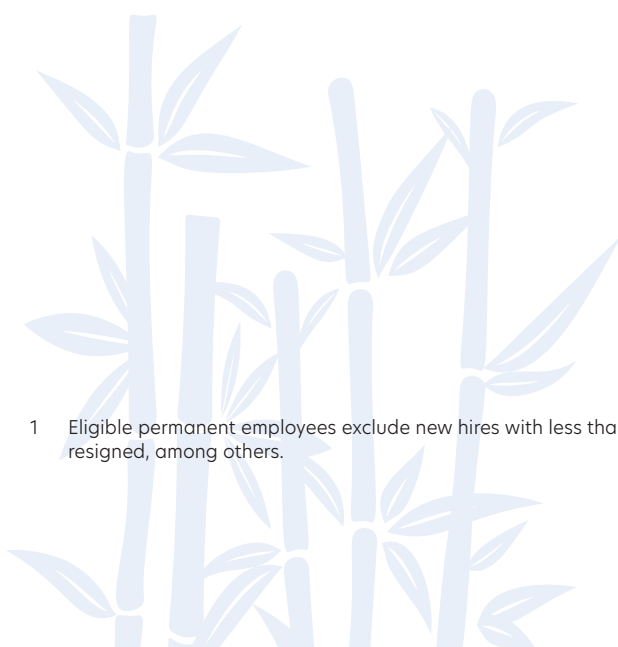 1 Eligible permanent employees exclude new hires with less tha
resigned, among others.